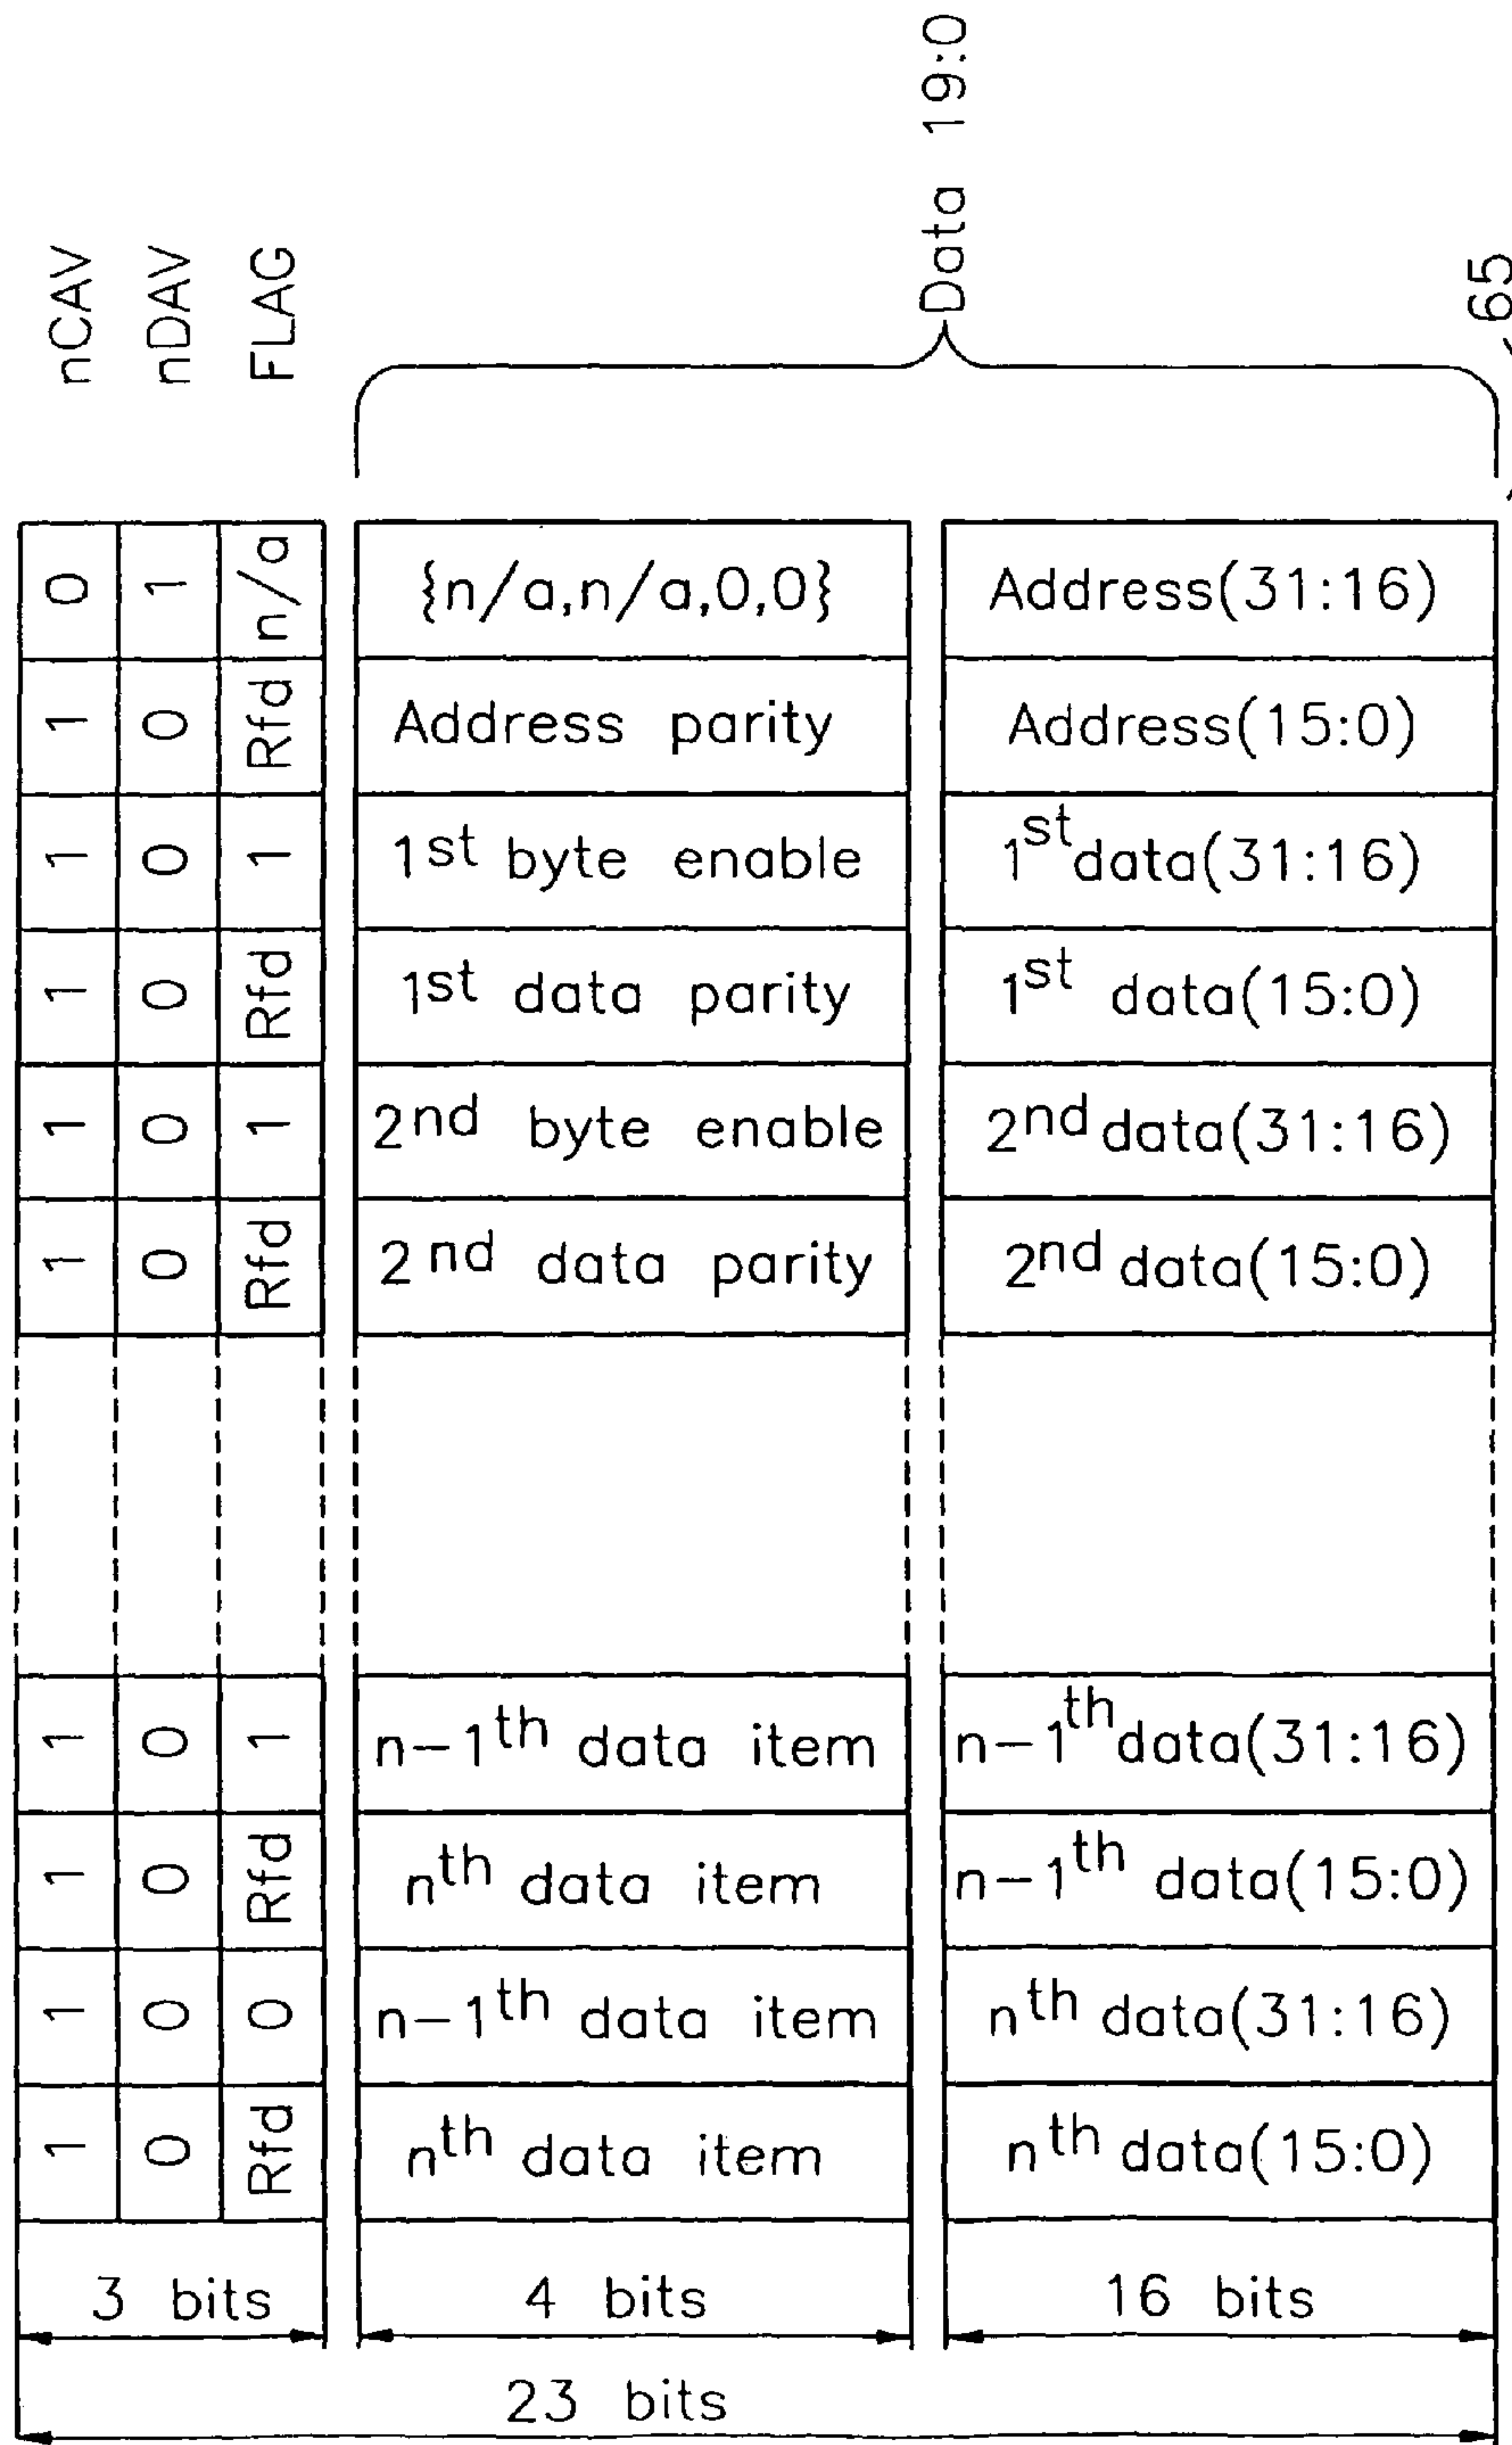 nCAV
nDAV
FLAG
Data 19:0
65
0 1 n/a {n/a,n/a,0,0} Address(31:16)
1 0 Rfd Address parity Address(15:0)
1 0 1 1st byte enable 1st data(31:16)
1 0 Rfd 1st data parity 1st data(15:0)
1 0 1 2nd byte enable 2nd data(31:16)
1 0 Rfd 2nd data parity 2nd data(15:0)
1 0 1 n-1th data item n-1th data(31:16)
1 0 Rfd nth data item n-1th data(15:0)
1 0 0 n-1th data item nth data(31:16)
1 0 Rfd nth data item nth data(15:0)
3 bits 4 bits 16 bits
23 bits